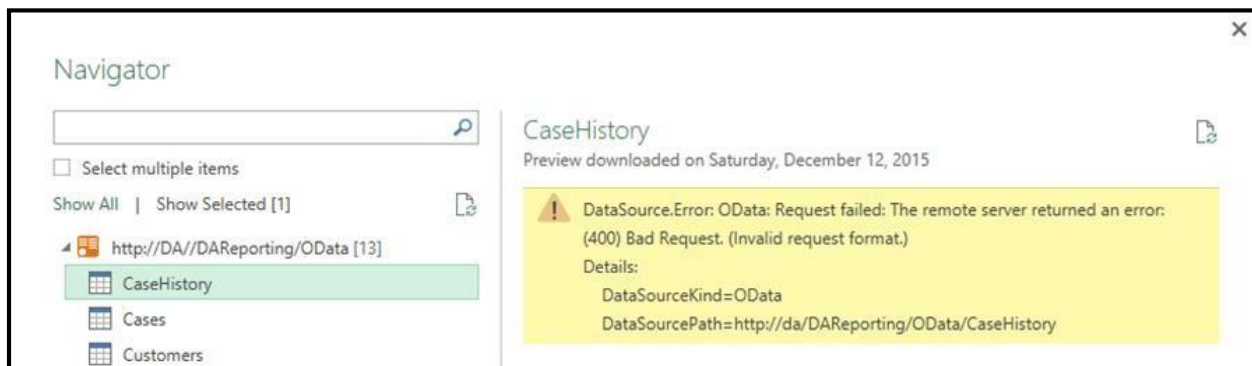 Navigator
Select multiple items
Show All | Show Selected [1]
http://DA//DAReporting/OData [13]
CaseHistory
Cases
Customers
CaseHistory
Preview downloaded on Saturday, December 12, 2015
DataSource.Error: OData: Request failed: The remote server returned an error:
(400) Bad Request. (Invalid request format.)
Details:
DataSourceKind=OData
DataSourcePath=http://da/DAReporting/OData/CaseHistory